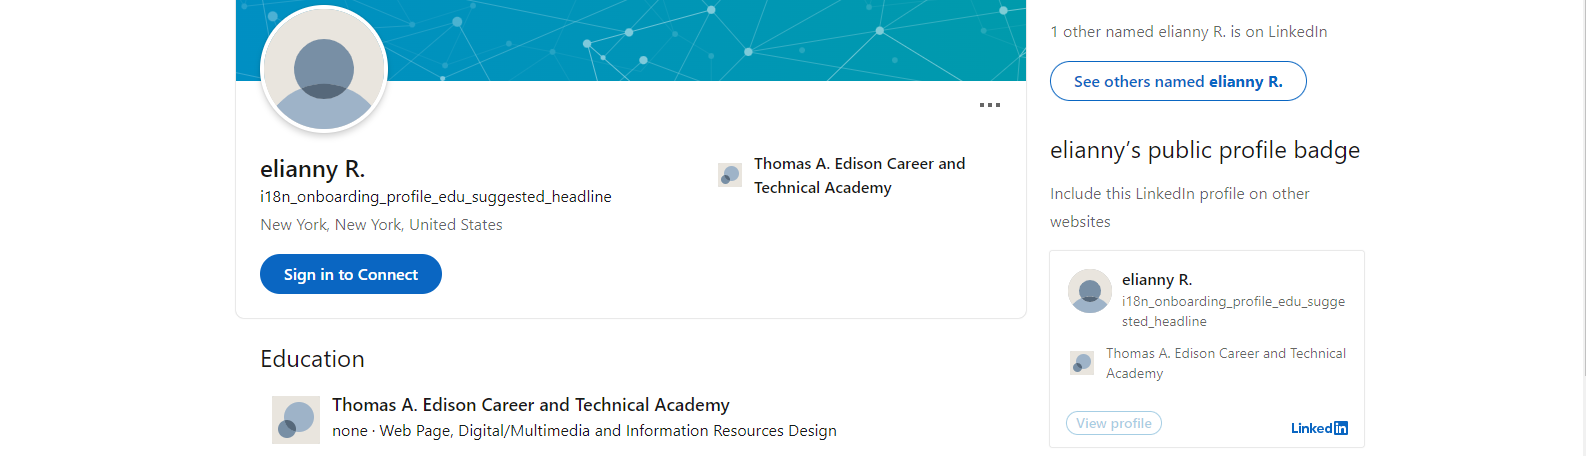 elianny R.
i18n_onboarding_profile_edu_suggested_headline
New York, New York, United States
Sign in to Connect
Thomas A. Edison Career and
Technical Academy
Education
Thomas A. Edison Career and Technical Academy
none · Web Page, Digital/Multimedia and Information Resources Design
1 other named elianny R. is on LinkedIn
See others named elianny R.
elianny’s public profile badge
Include this LinkedIn profile on other
websites
elianny R.
i18n_onboarding_profile_edu_sugge
sted_headline
Thomas A. Edison Career and Technical
Academy
View profile
LinkedIn